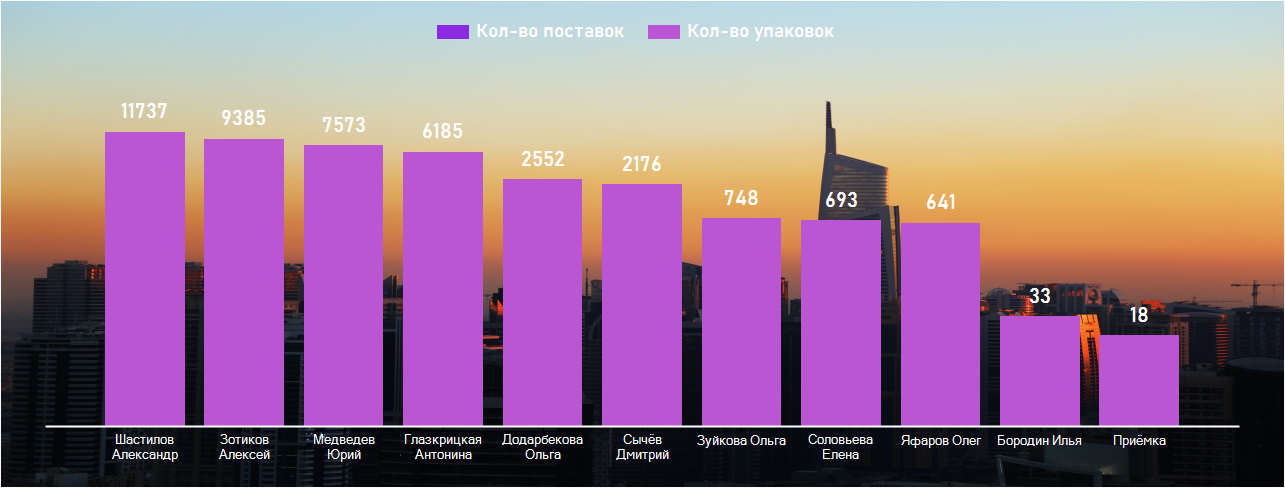 Кол-во поставок Кол-во упаковок
11737 9385 7573 6185 2552 2176 748 693 641 33 18
Шастилов Александр
Зотиков Алексей
Медведев Юрий
Глазкрицкая Антонина
Додарбекова Ольга
Сычёв Дмитрий
Зуйкова Ольга
Соловьева Елена
Яфаров Олег
Бородин Илья
Приёмка